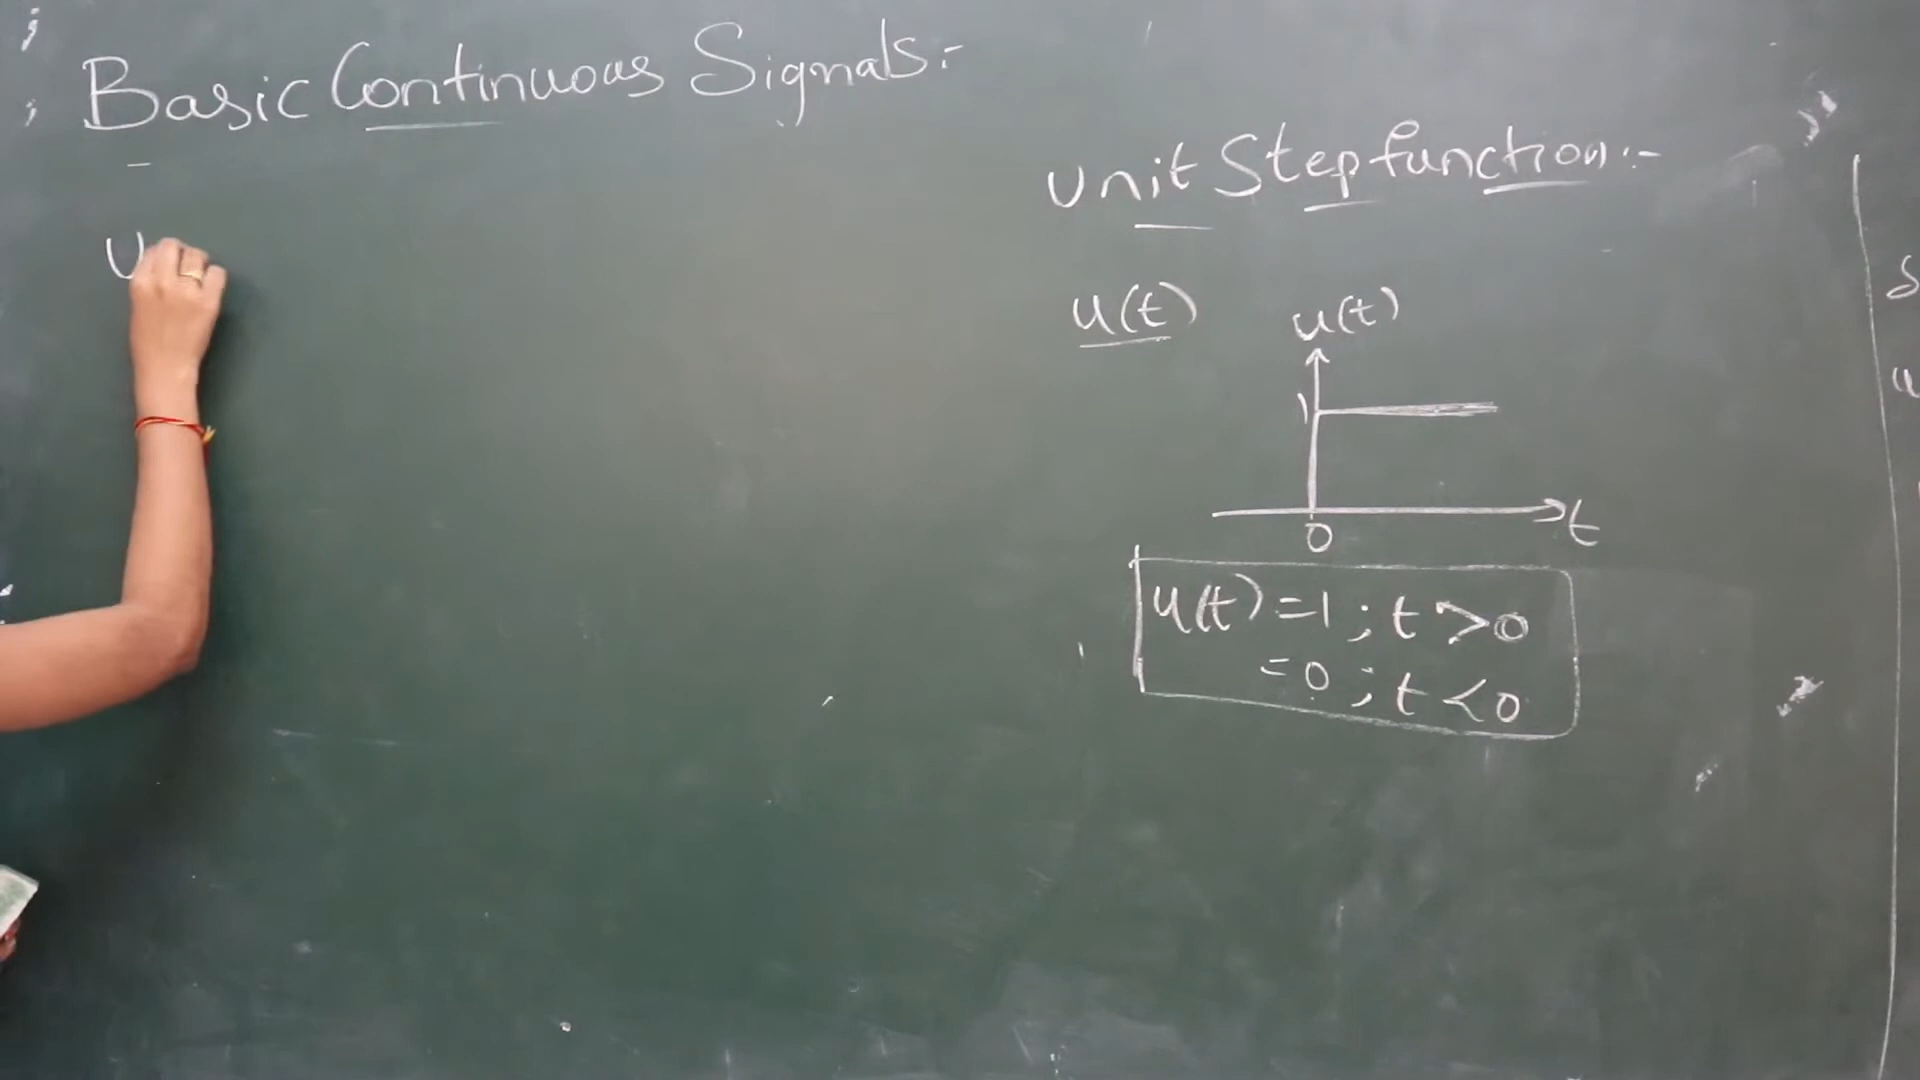 Basic Continuous Signals:-
U
Unit Step function:-
u(t)
u(t)
1
t
0
u(t) = 1 ; t > 0
= 0 ; t < 0